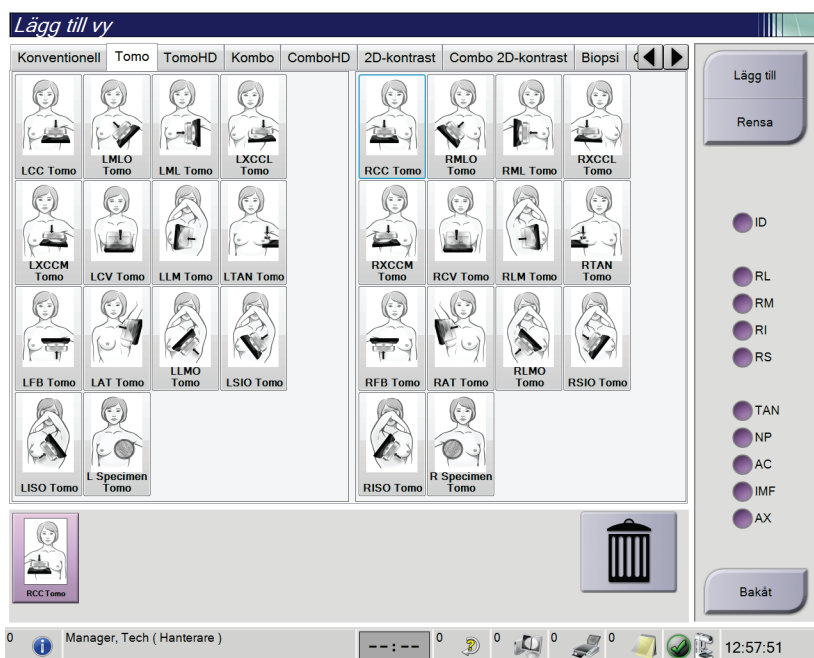 Lägg till vy
Konventionell Tomo TomoHD Kombo ComboHD 2D-kontrast Combo 2D-kontrast Biopsi
LCC Tomo
LMLO
Tomo
LML Tomo
LXCCL
Tomo
RCC Tomo
RMLO
Tomo
RML Tomo
RXCCL
Tomo
LXCCM
Tomo
LCV Tomo
LLM Tomo
LTAN Tomo
RXCCM
Tomo
RCV Tomo
RLM Tomo
RTAN
Tomo
LFB Tomo
LAT Tomo
LLMO
Tomo
LSIO Tomo
RFB Tomo
RAT Tomo
RLMO
Tomo
RSIO Tomo
LISO Tomo
L Specimen
Tomo
RISO Tomo
R Specimen
Tomo
RCC Tomo
Lägg till
Rensa
ID
RL
RM
RI
RS
TAN
NP
AC
IMF
AX
Bakåt
0 Manager, Tech ( Hanterare ) --:-- 0 0 0 0 12:57:51